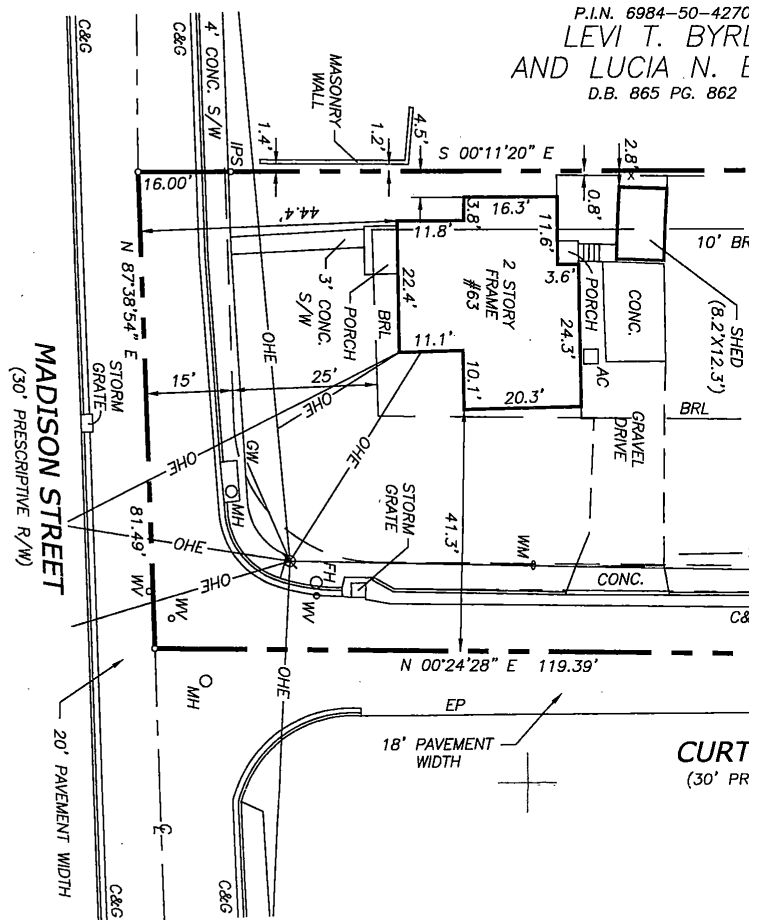 P.I.N. 6984-50-4270
LEVI T. BYRL
AND LUCIA N. E
D.B. 865 PG. 862
C&G
C&G
4' CONC. S/W
MASONRY
WALL
1.4'
IPS
1.2'
4.5'
S 00°11'20" E
2.8'±
0.8'
16.00'
44.4'
3.8'
16.3'
11.6'
11.8'
10' BR
3' CONC.
S/W
PORCH
BRL
22.4'
2 STORY
FRAME
#63
3.6'
PORCH
CONC.
SHED
(8.2'X12.3')
24.3'
AC
11.1'
10.1'
20.3'
BRL
GRAVEL
DRIVE
N 87°38'54" E
15'
25'
OHE
OHE
OHE
OHE
OHE
OHE
OHE
MADISON STREET
(30' PRESCRIPTIVE R/W)
STORM
GRATE
GW
MH
STORM
GRATE
41.3'
WM
CONC.
81.49'
WV
WV
FH
WV
C&
N 00°24'28" E 119.39'
MH
EP
18' PAVEMENT
WIDTH
CURT
(30' PR
20' PAVEMENT WIDTH
CL
C&G
C&G